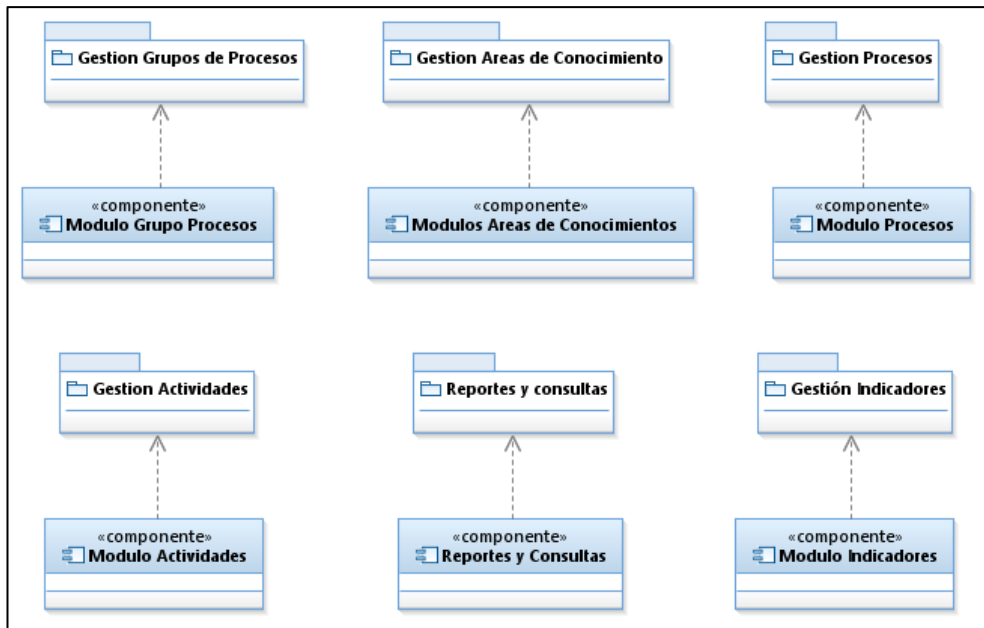 Gestion Grupos de Procesos
Gestion Areas de Conocimiento
Gestion Procesos
«componente»
Modulo Grupo Procesos
«componente»
Modulos Areas de Conocimientos
«componente»
Modulo Procesos
Gestion Actividades
Reportes y consultas
Gestión Indicadores
«componente»
Modulo Actividades
«componente»
Reportes y Consultas
«componente»
Modulo Indicadores